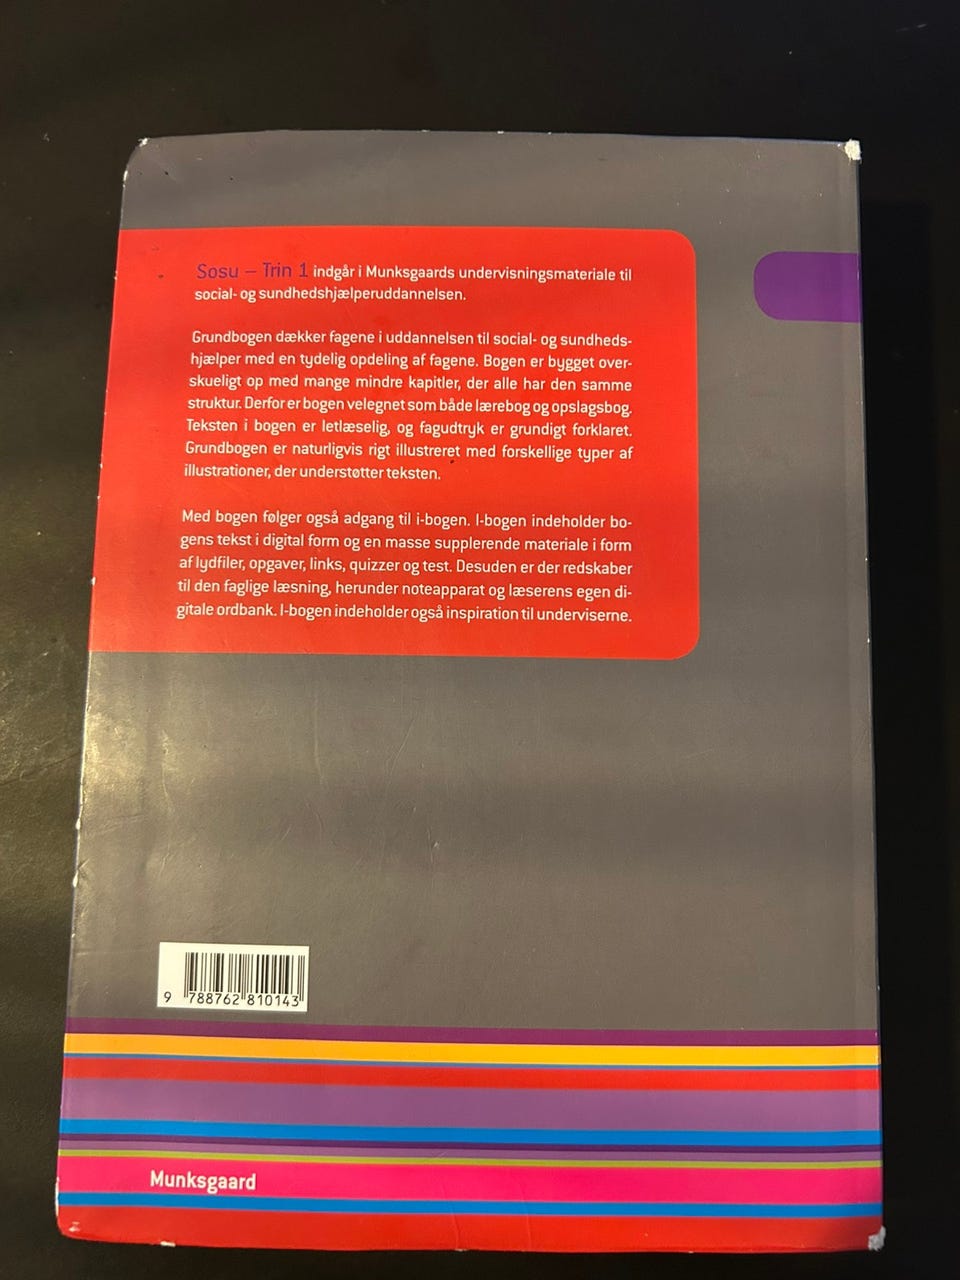 Sosu – Trin 1 indgår i Munksgaards undervisningsmateriale til
social- og sundhedshjælperuddannelsen.
Grundbogen dækker fagene i uddannelsen til social- og sundheds-
hjælper med en tydelig opdeling af fagene. Bogen er bygget over-
skueligt op med mange mindre kapitler, der alle har den samme
struktur. Derfor er bogen velegnet som både lærebog og opslagsbog.
Teksten i bogen er letlæselig, og fagudtryk er grundigt forklaret.
Grundbogen er naturligvis rigt illustreret med forskellige typer af
illustrationer, der understøtter teksten.
Med bogen følger også adgang til i-bogen. I-bogen indeholder bo-
gens tekst i digital form og en masse supplerende materiale i form
af lydfiler, opgaver, links, quizzer og test. Desuden er der redskaber
til den faglige læsning, herunder noteapparat og læserens egen di-
gitale ordbank. I-bogen indeholder også inspiration til underviserne.
9 788762 810143
Munksgaard